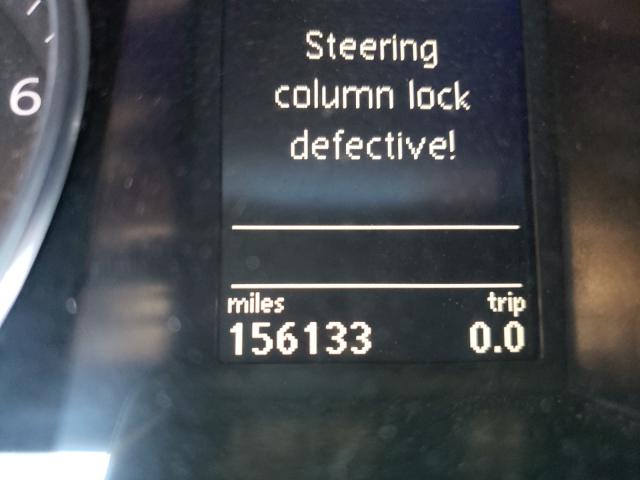 6
Steering
column lock
defective!
miles trip
156133 0.0